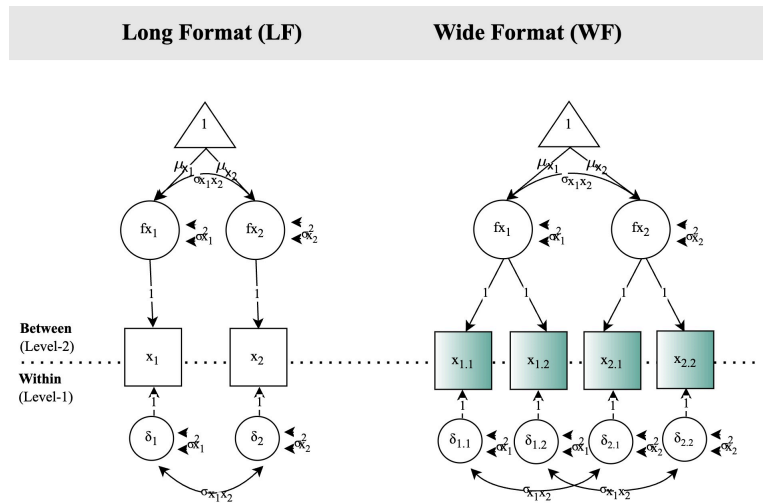 Long Format (LF) Wide Format (WF)
1 1
μx₁ μx₂ μx₁ μx₂
σx₁x₂ σx₁x₂
fx₁ σ²x₁ fx₂ σ²x₂ fx₁ σ²x₁ fx₂ σ²x₂
1 1 1 1 1 1
Between
(Level-2)
x₁ x₂ x₁.₁ x₁.₂ x₂.₁ x₂.₂
Within
(Level-1)
1 1 1 1 1 1
δ₁ σ²x₁ δ₂ σ²x₂ δ₁.₁ σ²x₁ δ₁.₂ σ²x₁ δ₂.₁ σ²x₂ δ₂.₂ σ²x₂
σx₁x₂ σx₁x₂ σx₁x₂